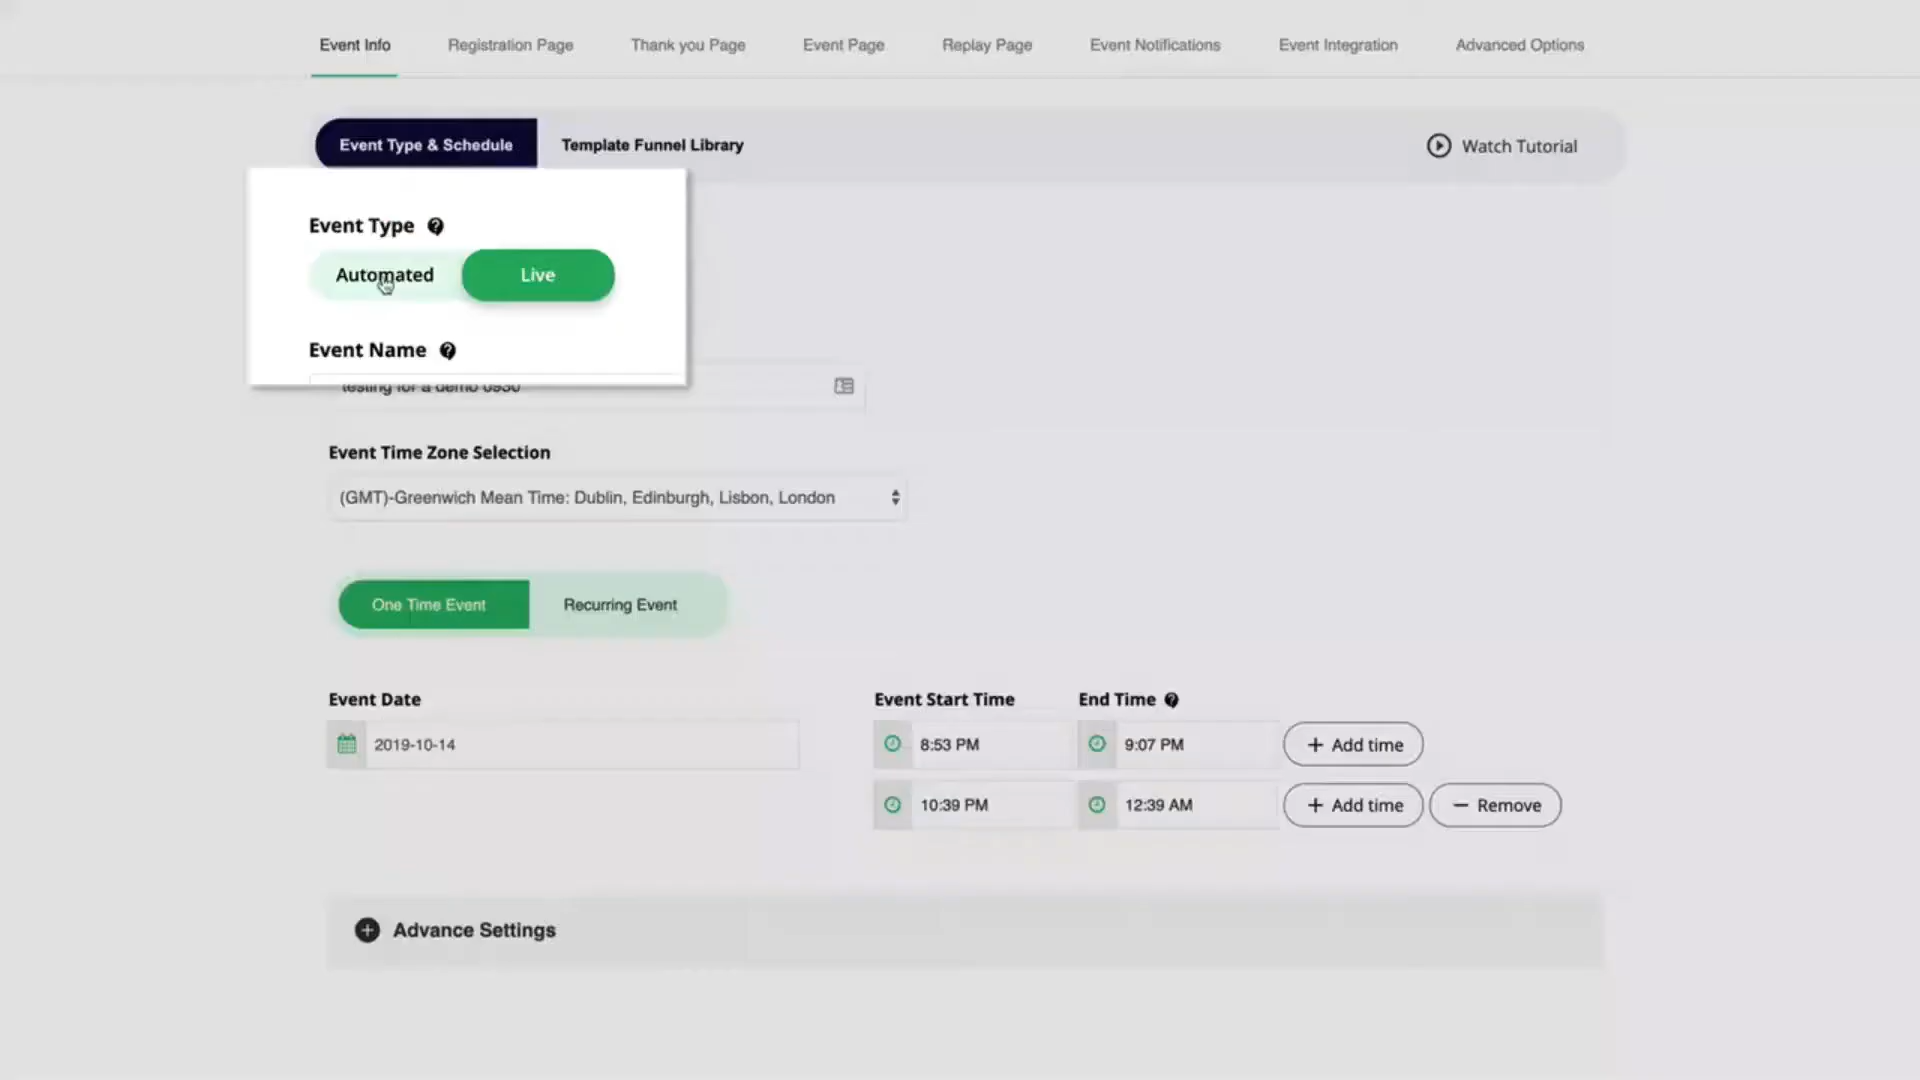 Event Info Registration Page Thank you Page Event Page Replay Page Event Notifications Event Integration Advanced Options
Event Type & Schedule Template Funnel Library Watch Tutorial
Event Type
Automated Live
Event Name
testing for a demo 0930
Event Time Zone Selection
(GMT)-Greenwich Mean Time: Dublin, Edinburgh, Lisbon, London
One Time Event Recurring Event
Event Date Event Start Time End Time
2019-10-14 8:53 PM 9:07 PM + Add time
10:39 PM 12:39 AM + Add time − Remove
Advance Settings